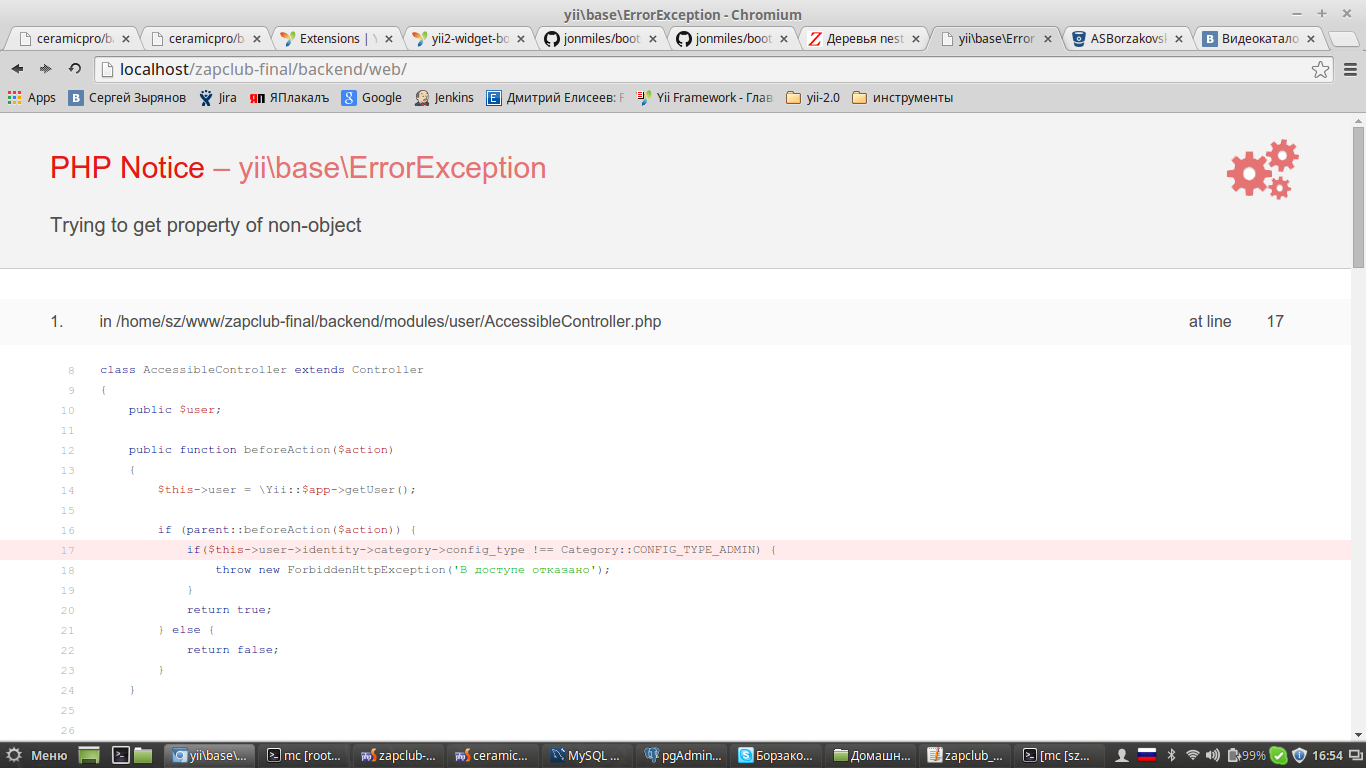 yii\base\ErrorException - Chromium
ceramicpro/b
ceramicpro/b
Extensions | Y
yii2-widget-bo
jonmiles/boot
jonmiles/boot
Деревья nest
yii\base\Error
ASBorzakovsk
Видеокатало
localhost/zapclub-final/backend/web/
Apps
Сергей Зырянов
Jira
ЯПлакалъ
Google
Jenkins
Дмитрий Елисеев: F
Yii Framework - Глав
yii-2.0
инструменты
PHP Notice – yii\base\ErrorException
Trying to get property of non-object
1. in /home/sz/www/zapclub-final/backend/modules/user/AccessibleController.php at line 17
8 class AccessibleController extends Controller
9 {
10 public $user;
11
12 public function beforeAction($action)
13 {
14 $this->user = \Yii::$app->getUser();
15
16 if (parent::beforeAction($action)) {
17 if($this->user->identity->category->config_type !== Category::CONFIG_TYPE_ADMIN) {
18 throw new ForbiddenHttpException('В доступе отказано');
19 }
20 return true;
21 } else {
22 return false;
23 }
24 }
25
26
Меню
yii\base\...
mc [root...
zapclub-...
ceramic...
MySQL ...
pgAdmin...
Борзако...
Домашн...
zapclub_...
[mc [sz...
99%
16:54